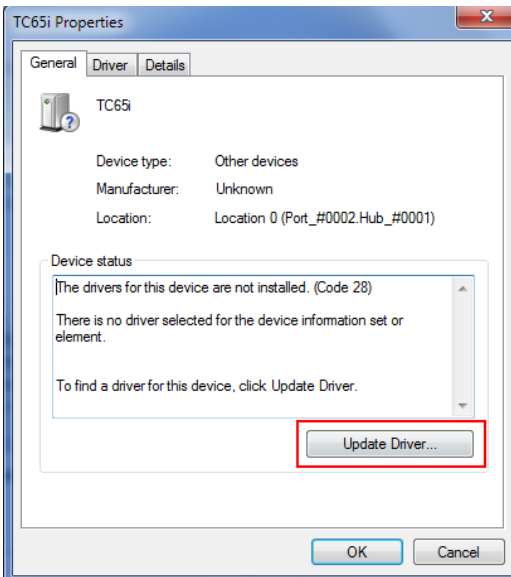 TC65i Properties
General Driver Details
TC65i
Device type: Other devices
Manufacturer: Unknown
Location: Location 0 (Port_#0002.Hub_#0001)
Device status
The drivers for this device are not installed. (Code 28)
There is no driver selected for the device information set or
element.
To find a driver for this device, click Update Driver.
Update Driver...
OK Cancel